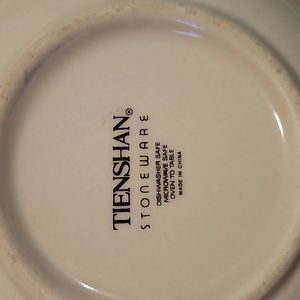 TIENSHAN®
STONEWARE
DISHWASHER SAFE
MICROWAVE SAFE
OVEN TO TABLE
MADE IN CHINA